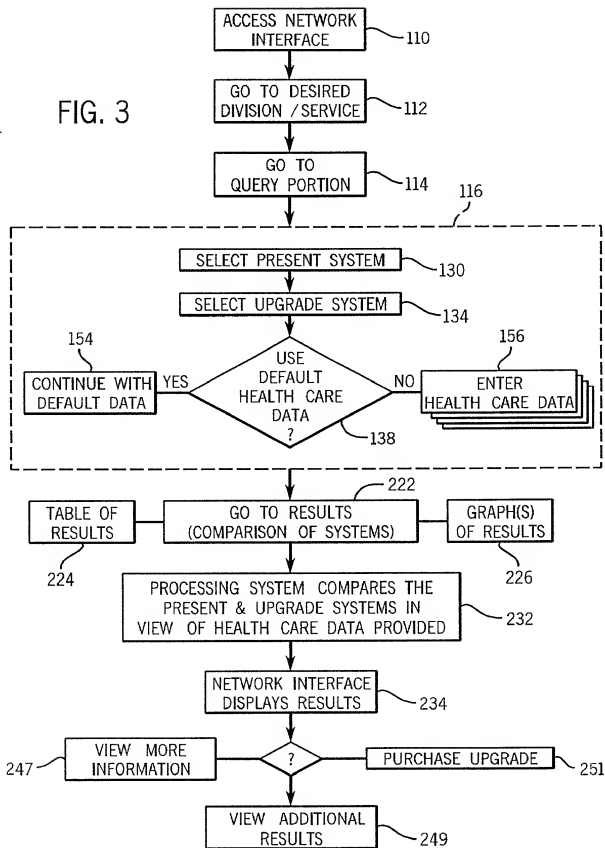 ACCESS NETWORK
INTERFACE
110
FIG. 3
GO TO DESIRED
DIVISION / SERVICE
112
GO TO
QUERY PORTION
114
116
SELECT PRESENT SYSTEM
130
SELECT UPGRADE SYSTEM
134
154
CONTINUE WITH
DEFAULT DATA
YES
USE
DEFAULT
HEALTH CARE
DATA
?
138
NO
156
ENTER
HEALTH CARE DATA
222
TABLE OF
RESULTS
224
GO TO RESULTS
(COMPARISON OF SYSTEMS)
GRAPH(S)
OF RESULTS
226
PROCESSING SYSTEM COMPARES THE
PRESENT & UPGRADE SYSTEMS IN
VIEW OF HEALTH CARE DATA PROVIDED
232
NETWORK INTERFACE
DISPLAYS RESULTS
234
247
VIEW MORE
INFORMATION
?
PURCHASE UPGRADE
251
VIEW ADDITIONAL
RESULTS
249